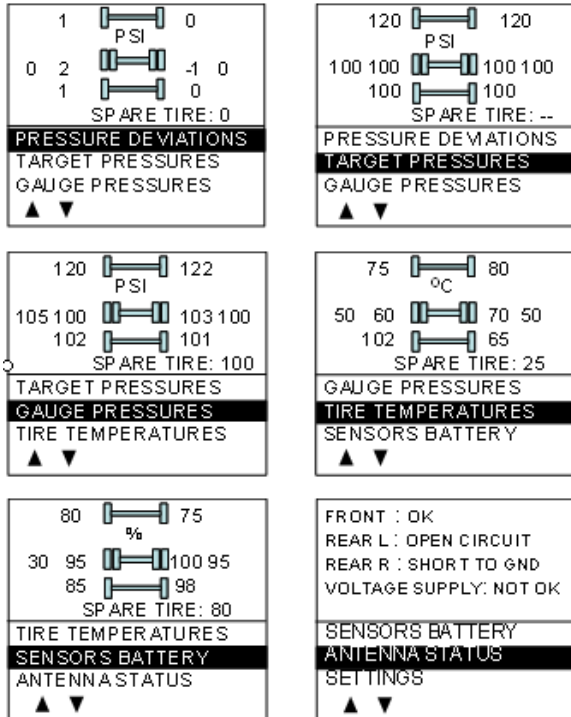 1 0
PSI
0 2 -1 0
1 0
SPARE TIRE: 0
PRESSURE DEVIATIONS
TARGET PRESSURES
GAUGE PRESSURES
▲ ▼
120 120
PSI
100 100 100 100
100 100
SPARE TIRE: --
PRESSURE DEVIATIONS
TARGET PRESSURES
GAUGE PRESSURES
▲ ▼
120 122
PSI
105 100 103 100
102 101
SPARE TIRE: 100
TARGET PRESSURES
GAUGE PRESSURES
TIRE TEMPERATURES
▲ ▼
75 80
ºC
50 60 70 50
102 65
SPARE TIRE: 25
GAUGE PRESSURES
TIRE TEMPERATURES
SENSORS BATTERY
▲ ▼
80 75
%
30 95 100 95
85 98
SPARE TIRE: 80
TIRE TEMPERATURES
SENSORS BATTERY
ANTENNA STATUS
▲ ▼
FRONT : OK
REAR L : OPEN CIRCUIT
REAR R : SHORT TO GND
VOLTAGE SUPPLY: NOT OK
SENSORS BATTERY
ANTENNA STATUS
SETTINGS
▲ ▼